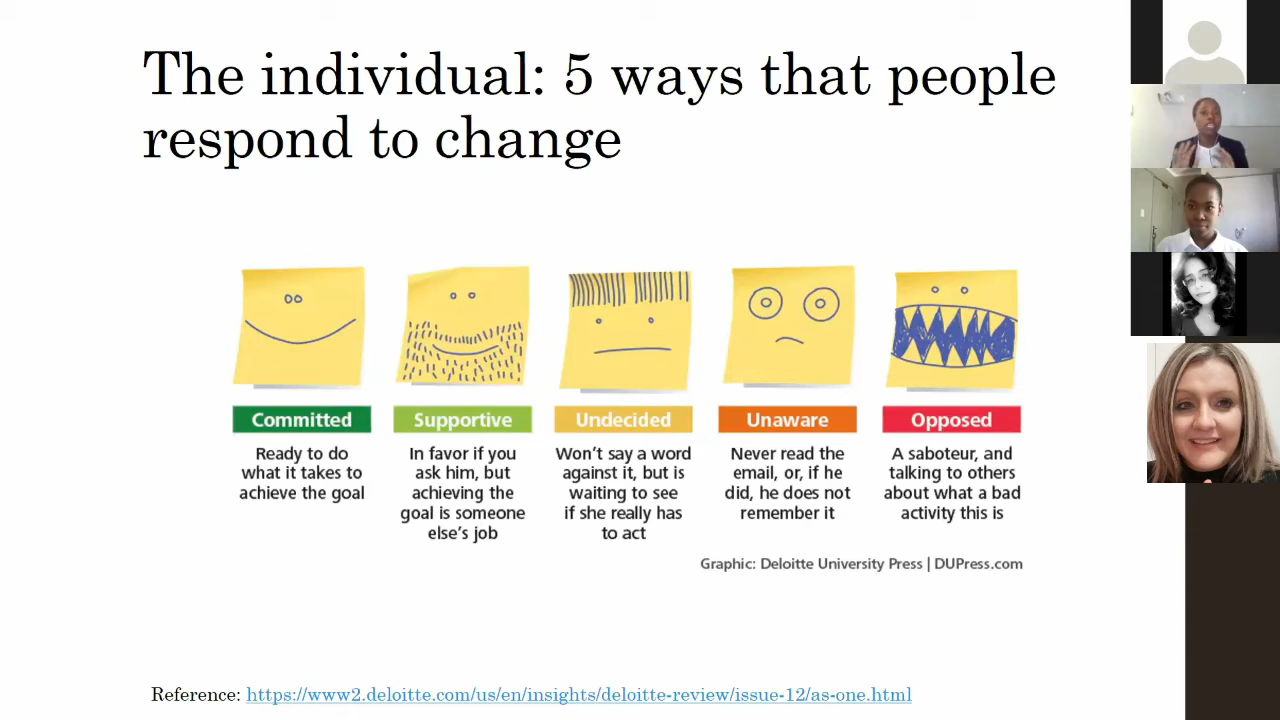 The individual: 5 ways that people
respond to change
Committed
Ready to do
what it takes to
achieve the goal
Supportive
In favor if you
ask him, but
achieving the
goal is someone
else's job
Undecided
Won't say a word
against it, but is
waiting to see
if she really has
to act
Unaware
Never read the
email, or, if he
did, he does not
remember it
Opposed
A saboteur, and
talking to others
about what a bad
activity this is
Graphic: Deloitte University Press | DUPress.com
Reference: https://www2.deloitte.com/us/en/insights/deloitte-review/issue-12/as-one.html